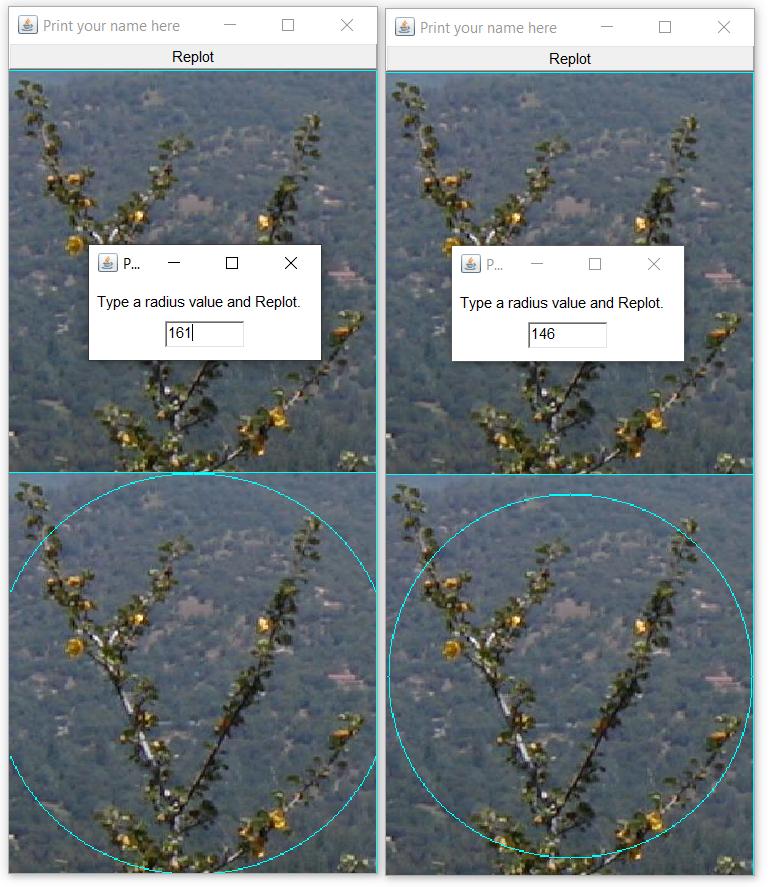 Print your name here
Replot
P...
Type a radius value and Replot.
161
Print your name here
Replot
P...
Type a radius value and Replot.
146